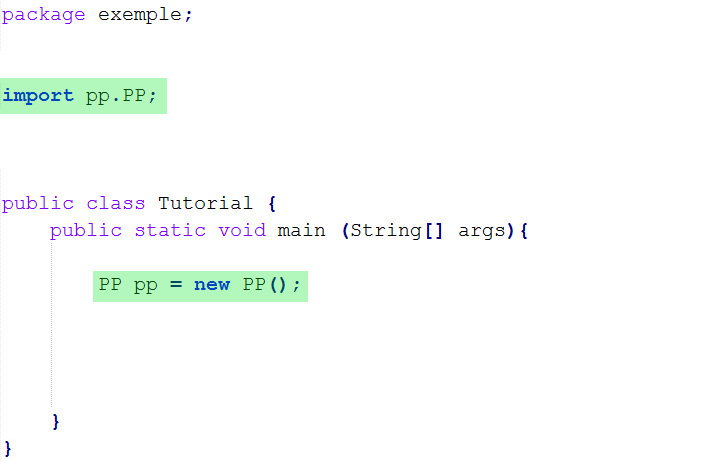 package exemple;
import pp.PP;
public class Tutorial {
public static void main (String[] args){
PP pp = new PP();
}
}